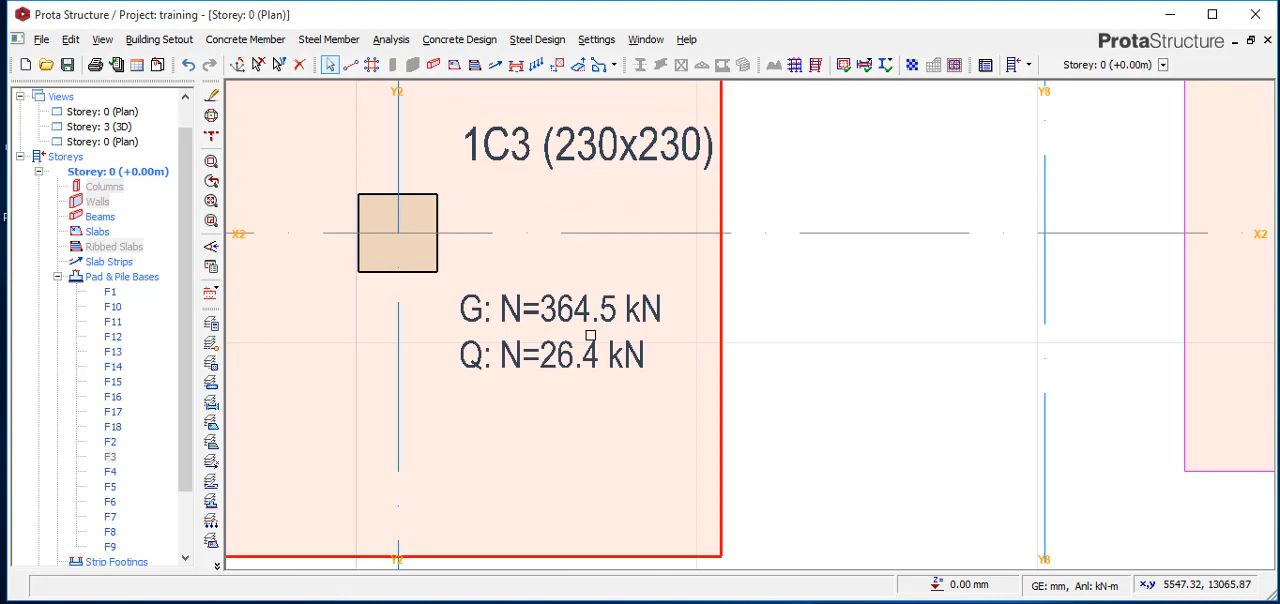 Prota Structure / Project: training - [Storey: 0 (Plan)]
File Edit View Building Setout Concrete Member Steel Member Analysis Concrete Design Steel Design Settings Window Help
ProtaStructure
Storey: 0 (+0.00m)
Views
Storey: 0 (Plan)
Storey: 3 (3D)
Storey: 0 (Plan)
Storeys
Storey: 0 (+0.00m)
Columns
Walls
Beams
Slabs
Ribbed Slabs
Slab Strips
Pad & Pile Bases
F1
F10
F11
F12
F13
F14
F15
F16
F17
F18
F2
F3
F4
F5
F6
F7
F8
F9
Strip Footings
Y2
Y8
1C3 (230x230)
X2
X2
G: N=364.5 kN
Q: N=26.4 kN
Y2
Y8
Z= 0.00 mm
GE: mm, Anl: kN-m
x,y 5547.32, 13065.87